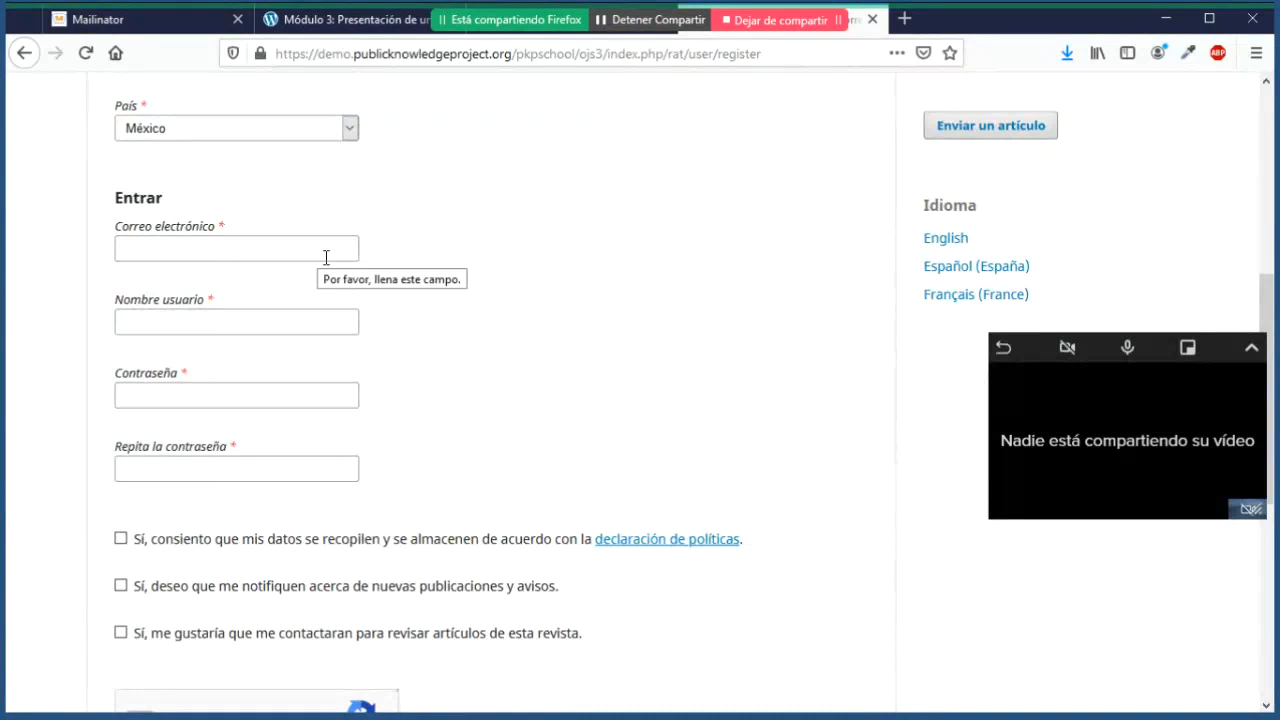 Mailinator
Módulo 3: Presentación de un
Está compartiendo Firefox
Detener Compartir
Dejar de compartir
https://demo.publicknowledgeproject.org/pkpschool/ojs3/index.php/rat/user/register
ABP
País *
México
Enviar un artículo
Entrar
Idioma
Correo electrónico *
English
Por favor, llena este campo.
Español (España)
Nombre usuario *
Français (France)
Contraseña *
Nadie está compartiendo su vídeo
Repita la contraseña *
Sí, consiento que mis datos se recopilen y se almacenen de acuerdo con la declaración de políticas.
Sí, deseo que me notifiquen acerca de nuevas publicaciones y avisos.
Sí, me gustaría que me contactaran para revisar artículos de esta revista.